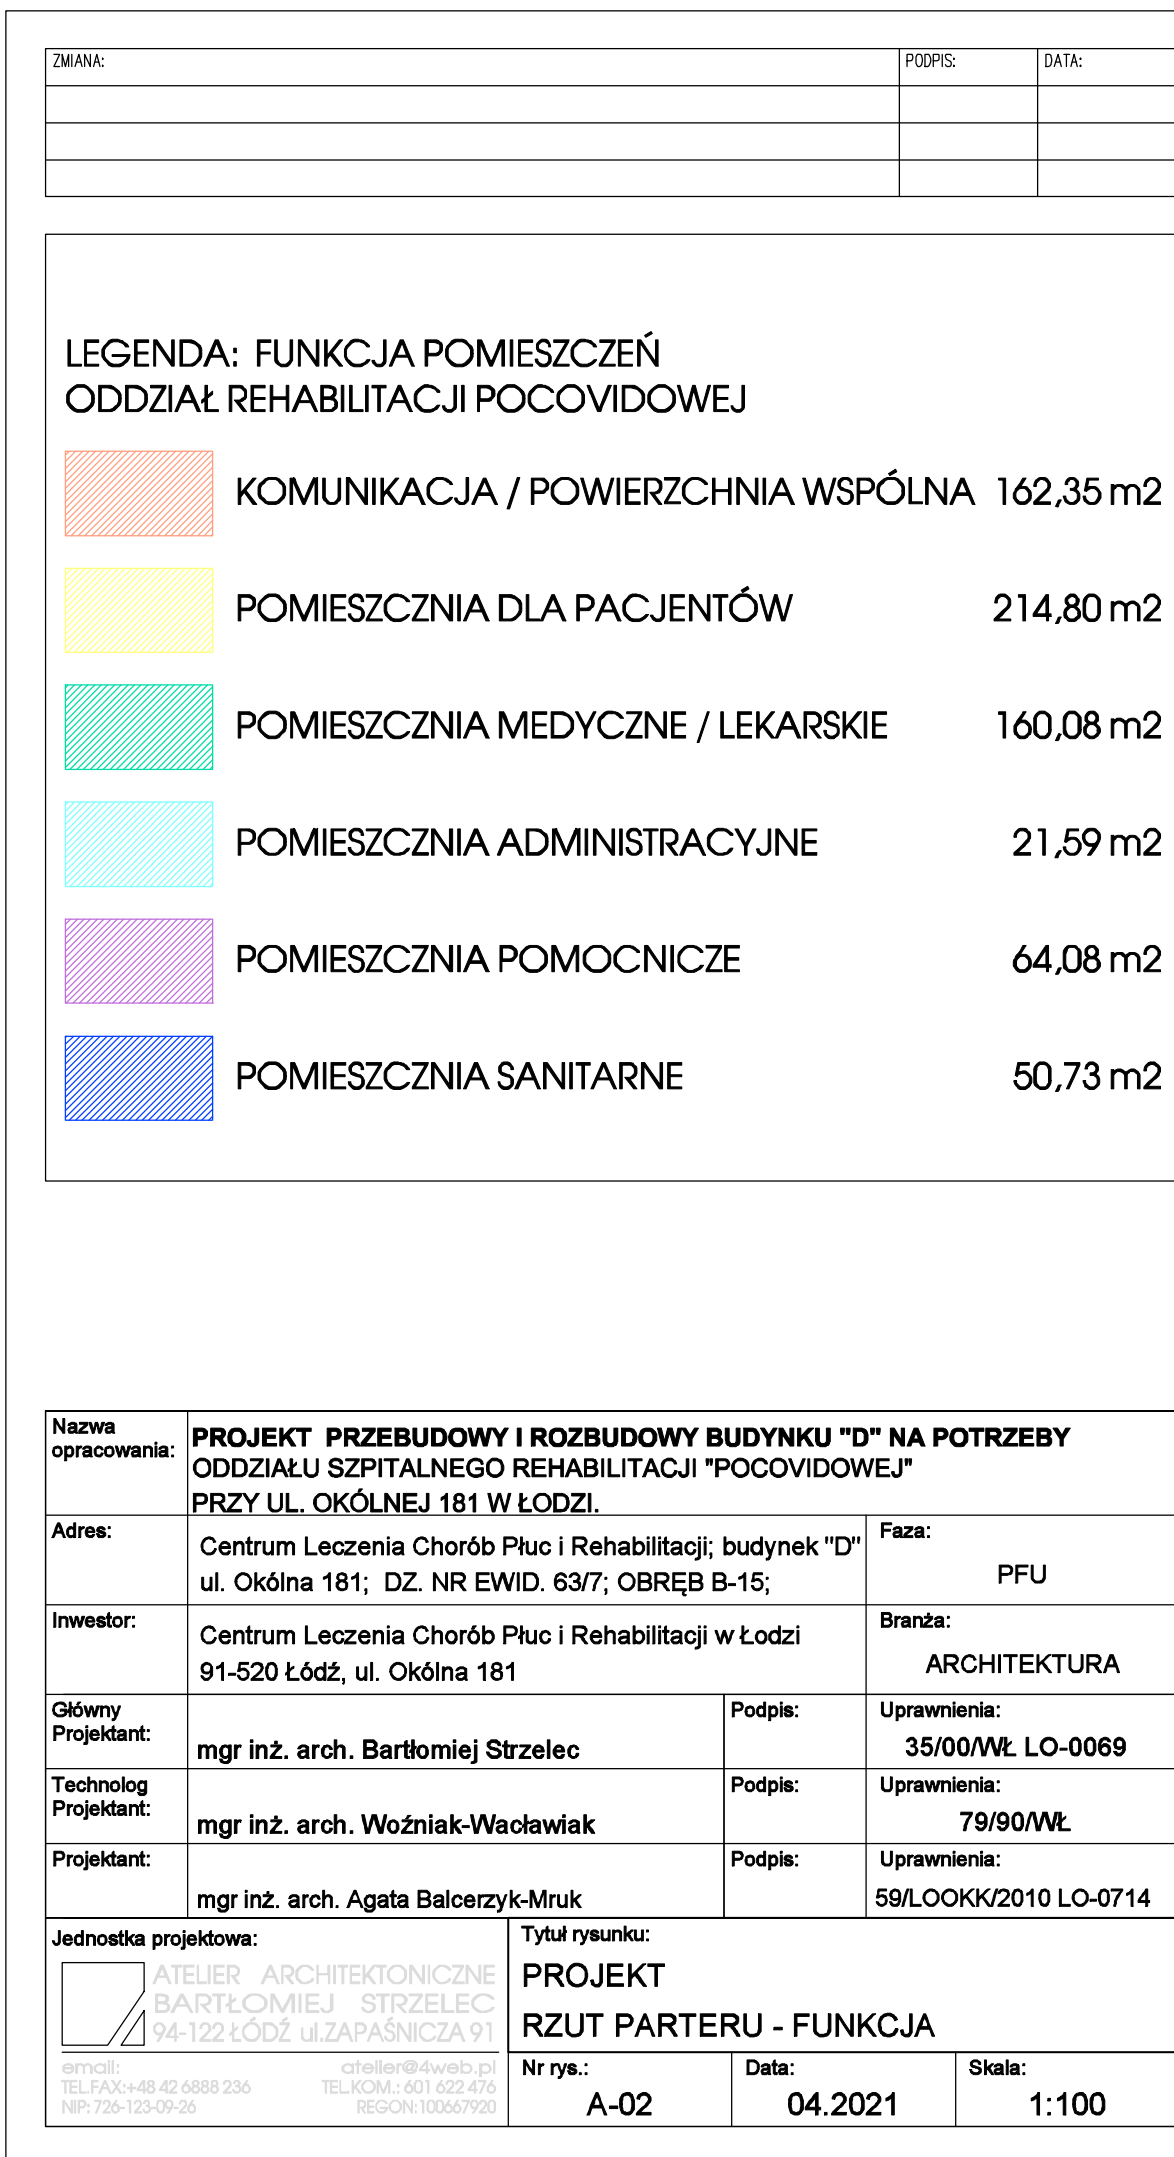 ZMIANA: PODPIS: DATA:
LEGENDA: FUNKCJA POMIESZCZEŃ
ODDZIAŁ REHABILITACJI POCOVIDOWEJ
KOMUNIKACJA / POWIERZCHNIA WSPÓLNA 162,35 m2
POMIESZCZNIA DLA PACJENTÓW 214,80 m2
POMIESZCZNIA MEDYCZNE / LEKARSKIE 160,08 m2
POMIESZCZNIA ADMINISTRACYJNE 21,59 m2
POMIESZCZNIA POMOCNICZE 64,08 m2
POMIESZCZNIA SANITARNE 50,73 m2
Nazwa
opracowania:
PROJEKT PRZEBUDOWY I ROZBUDOWY BUDYNKU "D" NA POTRZEBY
ODDZIAŁU SZPITALNEGO REHABILITACJI "POCOVIDOWEJ"
PRZY UL. OKÓLNEJ 181 W ŁODZI.
Adres:
Centrum Leczenia Chorób Płuc i Rehabilitacji; budynek "D"
ul. Okólna 181; DZ. NR EWID. 63/7; OBRĘB B-15;
Faza:
PFU
Inwestor:
Centrum Leczenia Chorób Płuc i Rehabilitacji w Łodzi
91-520 Łódź, ul. Okólna 181
Branża:
ARCHITEKTURA
Główny
Projektant:
mgr inż. arch. Bartłomiej Strzelec
Podpis:
Uprawnienia:
35/00/WŁ LO-0069
Technolog
Projektant:
mgr inż. arch. Woźniak-Wacławiak
Podpis:
Uprawnienia:
79/90/WŁ
Projektant:
mgr inż. arch. Agata Balcerzyk-Mruk
Podpis:
Uprawnienia:
59/LOOKK/2010 LO-0714
Jednostka projektowa:
ATELIER ARCHITEKTONICZNE
BARTŁOMIEJ STRZELEC
94-122 ŁÓDŹ ul.ZAPAŚNICZA 91
email: atelier@4web.pl
TEL.FAX:+48 42 6888 236 TEL.KOM.: 601 622 476
NIP: 726-123-09-26 REGON:100667920
Tytuł rysunku:
PROJEKT
RZUT PARTERU - FUNKCJA
Nr rys.:
A-02
Data:
04.2021
Skala:
1:100